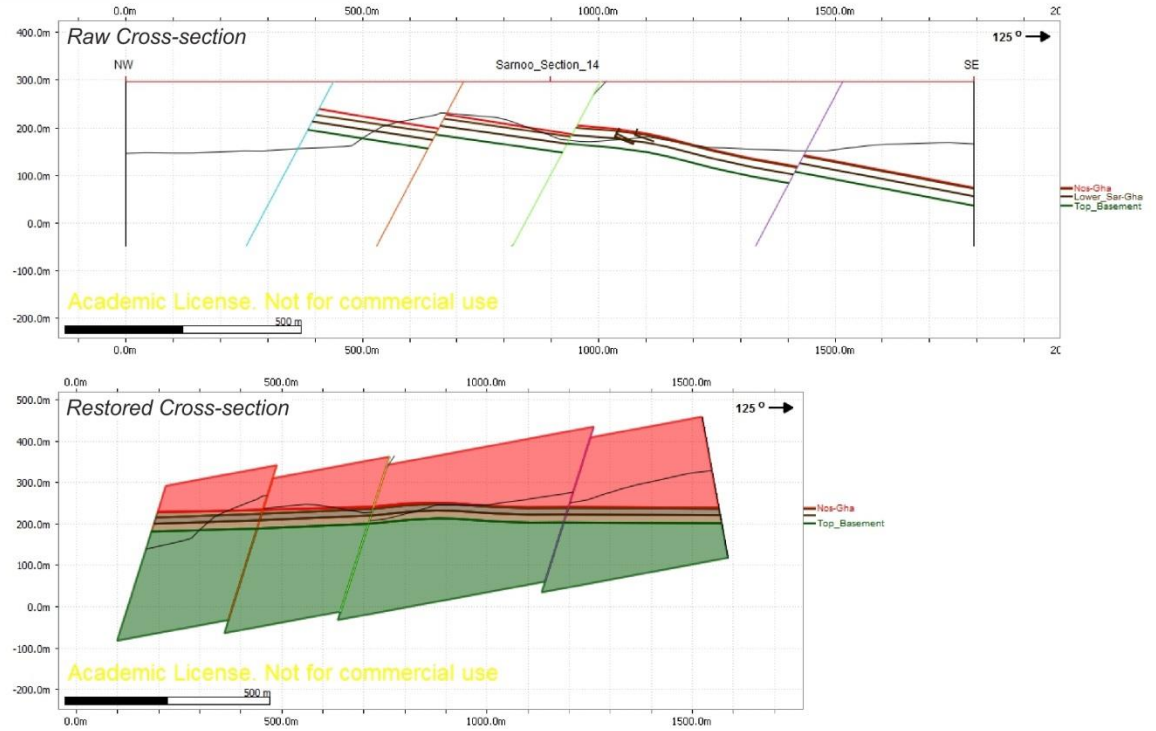 0.0m 500.0m 1000.0m 1500.0m 20
400.0m
Raw Cross-section
125 º
300.0m
NW
Sarnoo_Section_14
SE
200.0m
100.0m
Nos-Gha
Lower_Sar-Gha
Top_Basement
0.0m
-100.0m
Academic License. Not for commercial use
-200.0m
500 m
0.0m 500.0m 1000.0m 1500.0m 20
0.0m 500.0m 1000.0m 1500.0m
500.0m
Restored Cross-section
125 º
400.0m
300.0m
200.0m
Nos-Gha
Top_Basement
100.0m
0.0m
-100.0m
Academic License. Not for commercial use
-200.0m
500 m
0.0m 500.0m 1000.0m 1500.0m